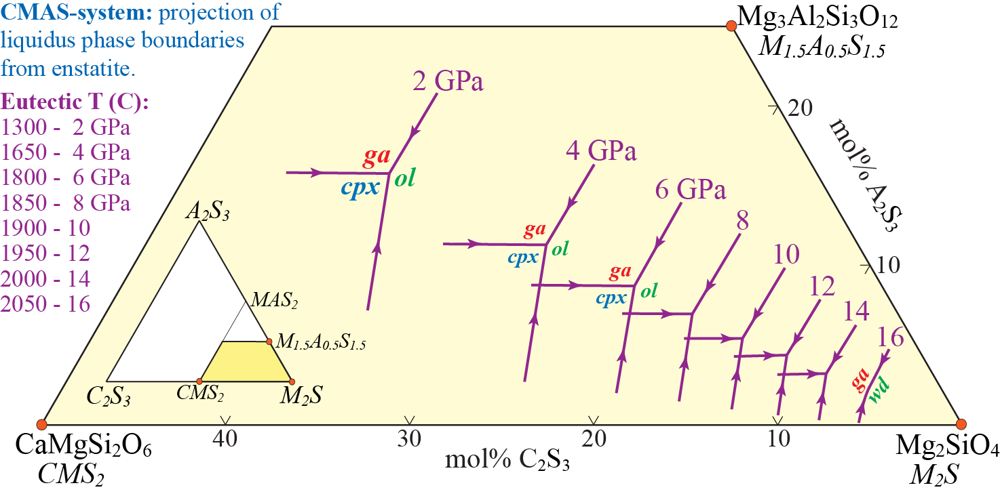 CMAS-system: projection of
liquidus phase boundaries
from enstatite.
Eutectic T (C):
1300 - 2 GPa
1650 - 4 GPa
1800 - 6 GPa
1850 - 8 GPa
1900 - 10
1950 - 12
2000 - 14
2050 - 16
Mg₃Al₂Si₃O₁₂
M₁.₅A₀.₅S₁.₅
2 GPa
ga
cpx
ol
4 GPa
ga
cpx
ol
6 GPa
ga
cpx
ol
8
10
12
14
16
ga
wd
20
mol% A₂S₃
10
A₂S₃
MAS₂
M₁.₅A₀.₅S₁.₅
C₂S₃
CMS₂
M₂S
CaMgSi₂O₆
CMS₂
40
30
20
10
mol% C₂S₃
Mg₂SiO₄
M₂S